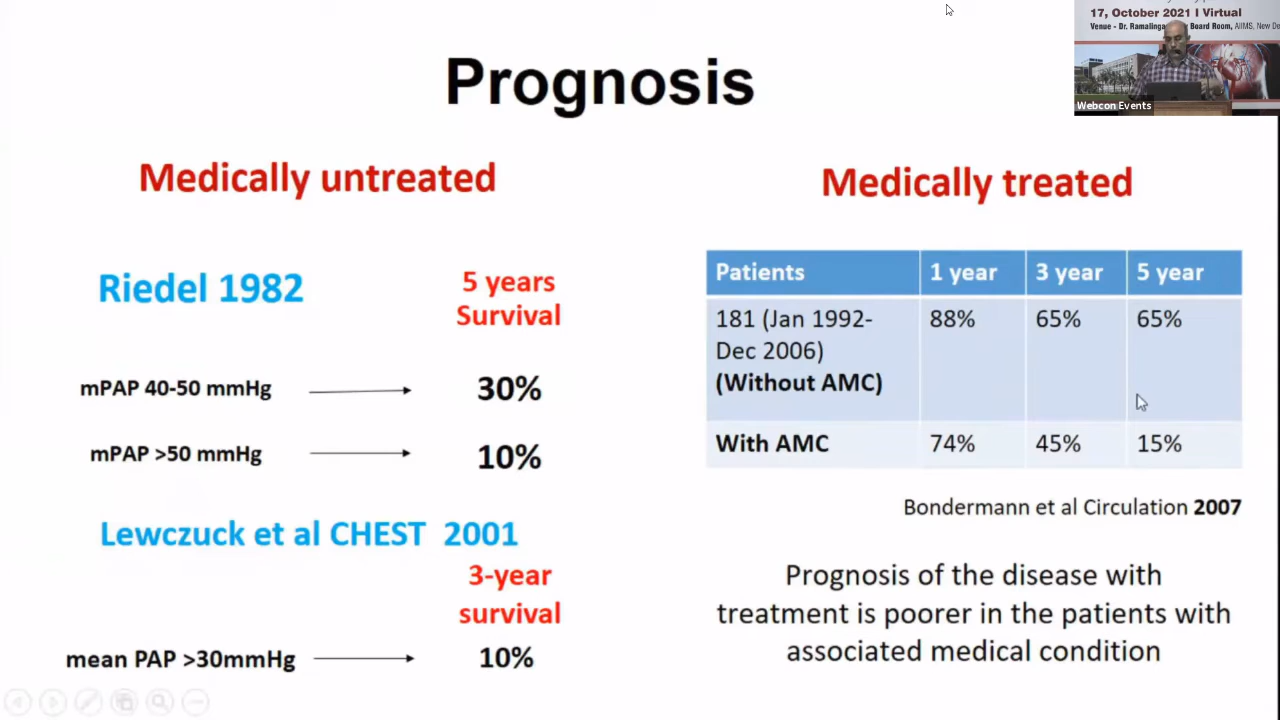 17, October 2021 I Virtual
Venue - Dr. Ramalinga Board Room, AIIMS, New De
Webcon Events
Prognosis
Medically untreated
Riedel 1982
5 years
Survival
mPAP 40-50 mmHg
30%
mPAP >50 mmHg
10%
Lewczuck et al CHEST 2001
3-year
survival
mean PAP >30mmHg
10%
Medically treated
Patients 1 year 3 year 5 year
181 (Jan 1992- 88% 65% 65%
Dec 2006)
(Without AMC)
With AMC 74% 45% 15%
Bondermann et al Circulation 2007
Prognosis of the disease with
treatment is poorer in the patients with
associated medical condition